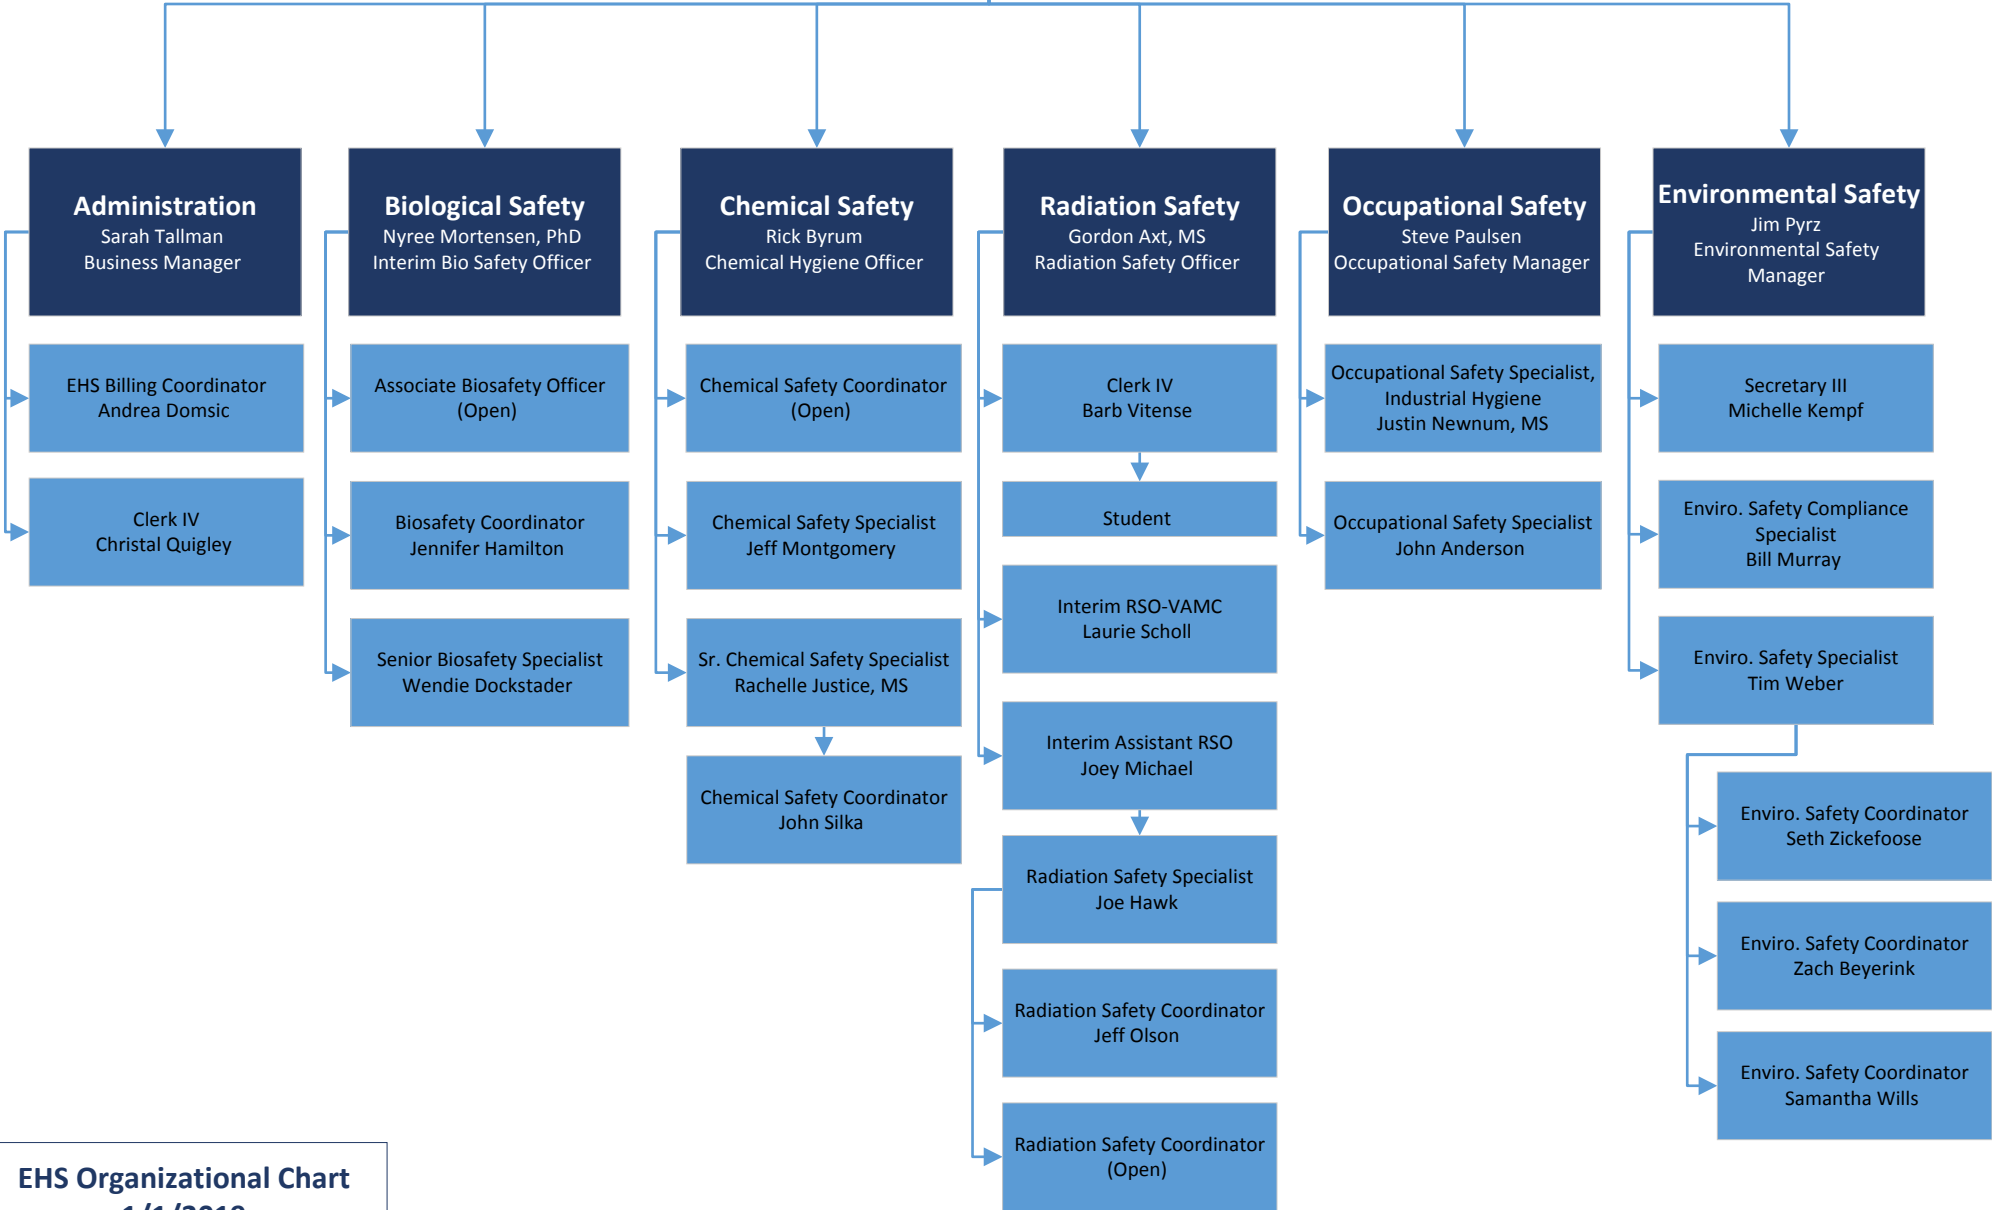 Administration
Sarah Tallman
Business Manager
EHS Billing Coordinator
Andrea Domsic
Clerk IV
Christal Quigley
Biological Safety
Nyree Mortensen, PhD
Interim Bio Safety Officer
Associate Biosafety Officer
(Open)
Biosafety Coordinator
Jennifer Hamilton
Senior Biosafety Specialist
Wendie Dockstader
Chemical Safety
Rick Byrum
Chemical Hygiene Officer
Chemical Safety Coordinator
(Open)
Chemical Safety Specialist
Jeff Montgomery
Sr. Chemical Safety Specialist
Rachelle Justice, MS
Chemical Safety Coordinator
John Silka
Radiation Safety
Gordon Axt, MS
Radiation Safety Officer
Clerk IV
Barb Vitense
Student
Interim RSO-VAMC
Laurie Scholl
Interim Assistant RSO
Joey Michael
Radiation Safety Specialist
Joe Hawk
Radiation Safety Coordinator
Jeff Olson
Radiation Safety Coordinator
(Open)
Occupational Safety
Steve Paulsen
Occupational Safety Manager
Occupational Safety Specialist,
Industrial Hygiene
Justin Newnum, MS
Occupational Safety Specialist
John Anderson
Environmental Safety
Jim Pyrz
Environmental Safety
Manager
Secretary III
Michelle Kempf
Enviro. Safety Compliance
Specialist
Bill Murray
Enviro. Safety Specialist
Tim Weber
Enviro. Safety Coordinator
Seth Zickefoose
Enviro. Safety Coordinator
Zach Beyerink
Enviro. Safety Coordinator
Samantha Wills
EHS Organizational Chart